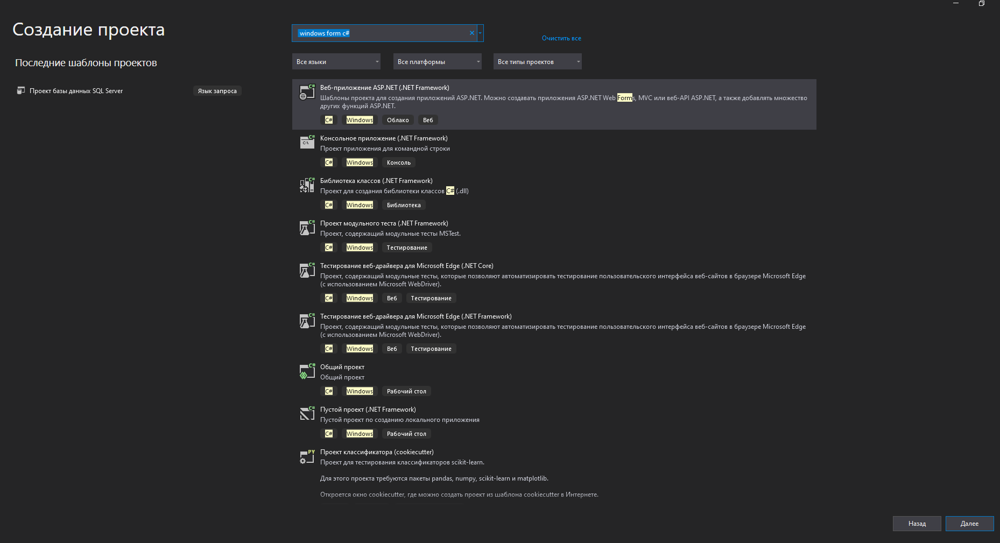 Создание проекта
Последние шаблоны проектов
Проект базы данных SQL Server
Язык запроса
windows form c#
Очистить все
Все языки
Все платформы
Все типы проектов
C#
Веб-приложение ASP.NET (.NET Framework)
Шаблоны проекта для создания приложений ASP.NET. Можно создавать приложения ASP.NET Web Forms, MVC или веб-API ASP.NET, а также добавлять множество
других функций ASP.NET.
C# Windows Облако Веб
C#
C:\
Консольное приложение (.NET Framework)
Проект приложения для командной строки
C# Windows Консоль
C#
Библиотека классов (.NET Framework)
Проект для создания библиотеки классов C# (.dll)
C# Windows Библиотека
C#
Проект модульного теста (.NET Framework)
Проект, содержащий модульные тесты MSTest.
C# Windows Тестирование
C#
Тестирование веб-драйвера для Microsoft Edge (.NET Core)
Проект, содержащий модульные тесты, которые позволяют автоматизировать тестирование пользовательского интерфейса веб-сайтов в браузере Microsoft Edge
(с использованием Microsoft WebDriver).
C# Windows Веб Тестирование
C#
Тестирование веб-драйвера для Microsoft Edge (.NET Framework)
Проект, содержащий модульные тесты, которые позволяют автоматизировать тестирование пользовательского интерфейса веб-сайтов в браузере Microsoft Edge
(с использованием Microsoft WebDriver).
C# Windows Веб Тестирование
C#
Общий проект
Общий проект
C# Windows Рабочий стол
C#
Пустой проект (.NET Framework)
Пустой проект по созданию локального приложения
C# Windows Рабочий стол
PY
Проект классификатора (cookiecutter)
Проект для тестирования классификаторов scikit-learn.
Для этого проекта требуются пакеты pandas, numpy, scikit-learn и matplotlib.
Откроется окно cookiecutter, где можно создать проект из шаблона cookiecutter в Интернете.
Назад
Далее